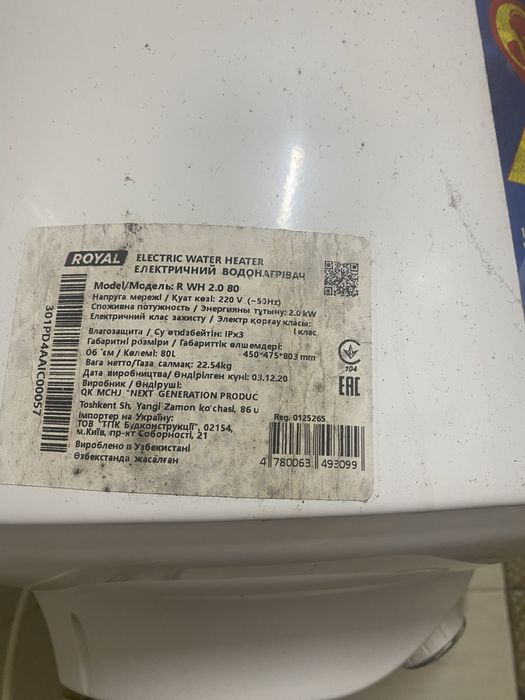 ROYAL
ELECTRIC WATER HEATER
ЕЛЕКТРИЧНИЙ ВОДОНАГРІВАЧ
Model/Модель: R WH 2.0 80
Напруга мережі / Қуат көзі: 220 V (~50Hz)
Споживна потужність / Энергияны тұтыну: 2.0 kW
Електричний клас захисту / Электр қорғау класы:
I клас
Влагозащита / Су өткізбейтін: IPx3
Габаритні розміри / Габариттік өлшемдері:
450*475*803 mm
Об`єм / Көлемі: 80L
Вага нетто/Таза салмақ: 22.54kg
Дата виробництва/ Өндірілген күні: 03.12.20
Виробник / Өндіруші:
QK MCHJ "NEXT GENERATION PRODUC
Toshkent Sh, Yangi Zamon ko'chasi, 86 u
Імпортер на Україну:
ТОВ "ТПК Будконструкції", 02154,
м.Київ, пр-кт Соборності, 21
Вироблено в Узбекистані
Өзбекстанда жасалған
301PD4AAAIC00057
104
EAC
Reg. 0125265
4 780063 493099